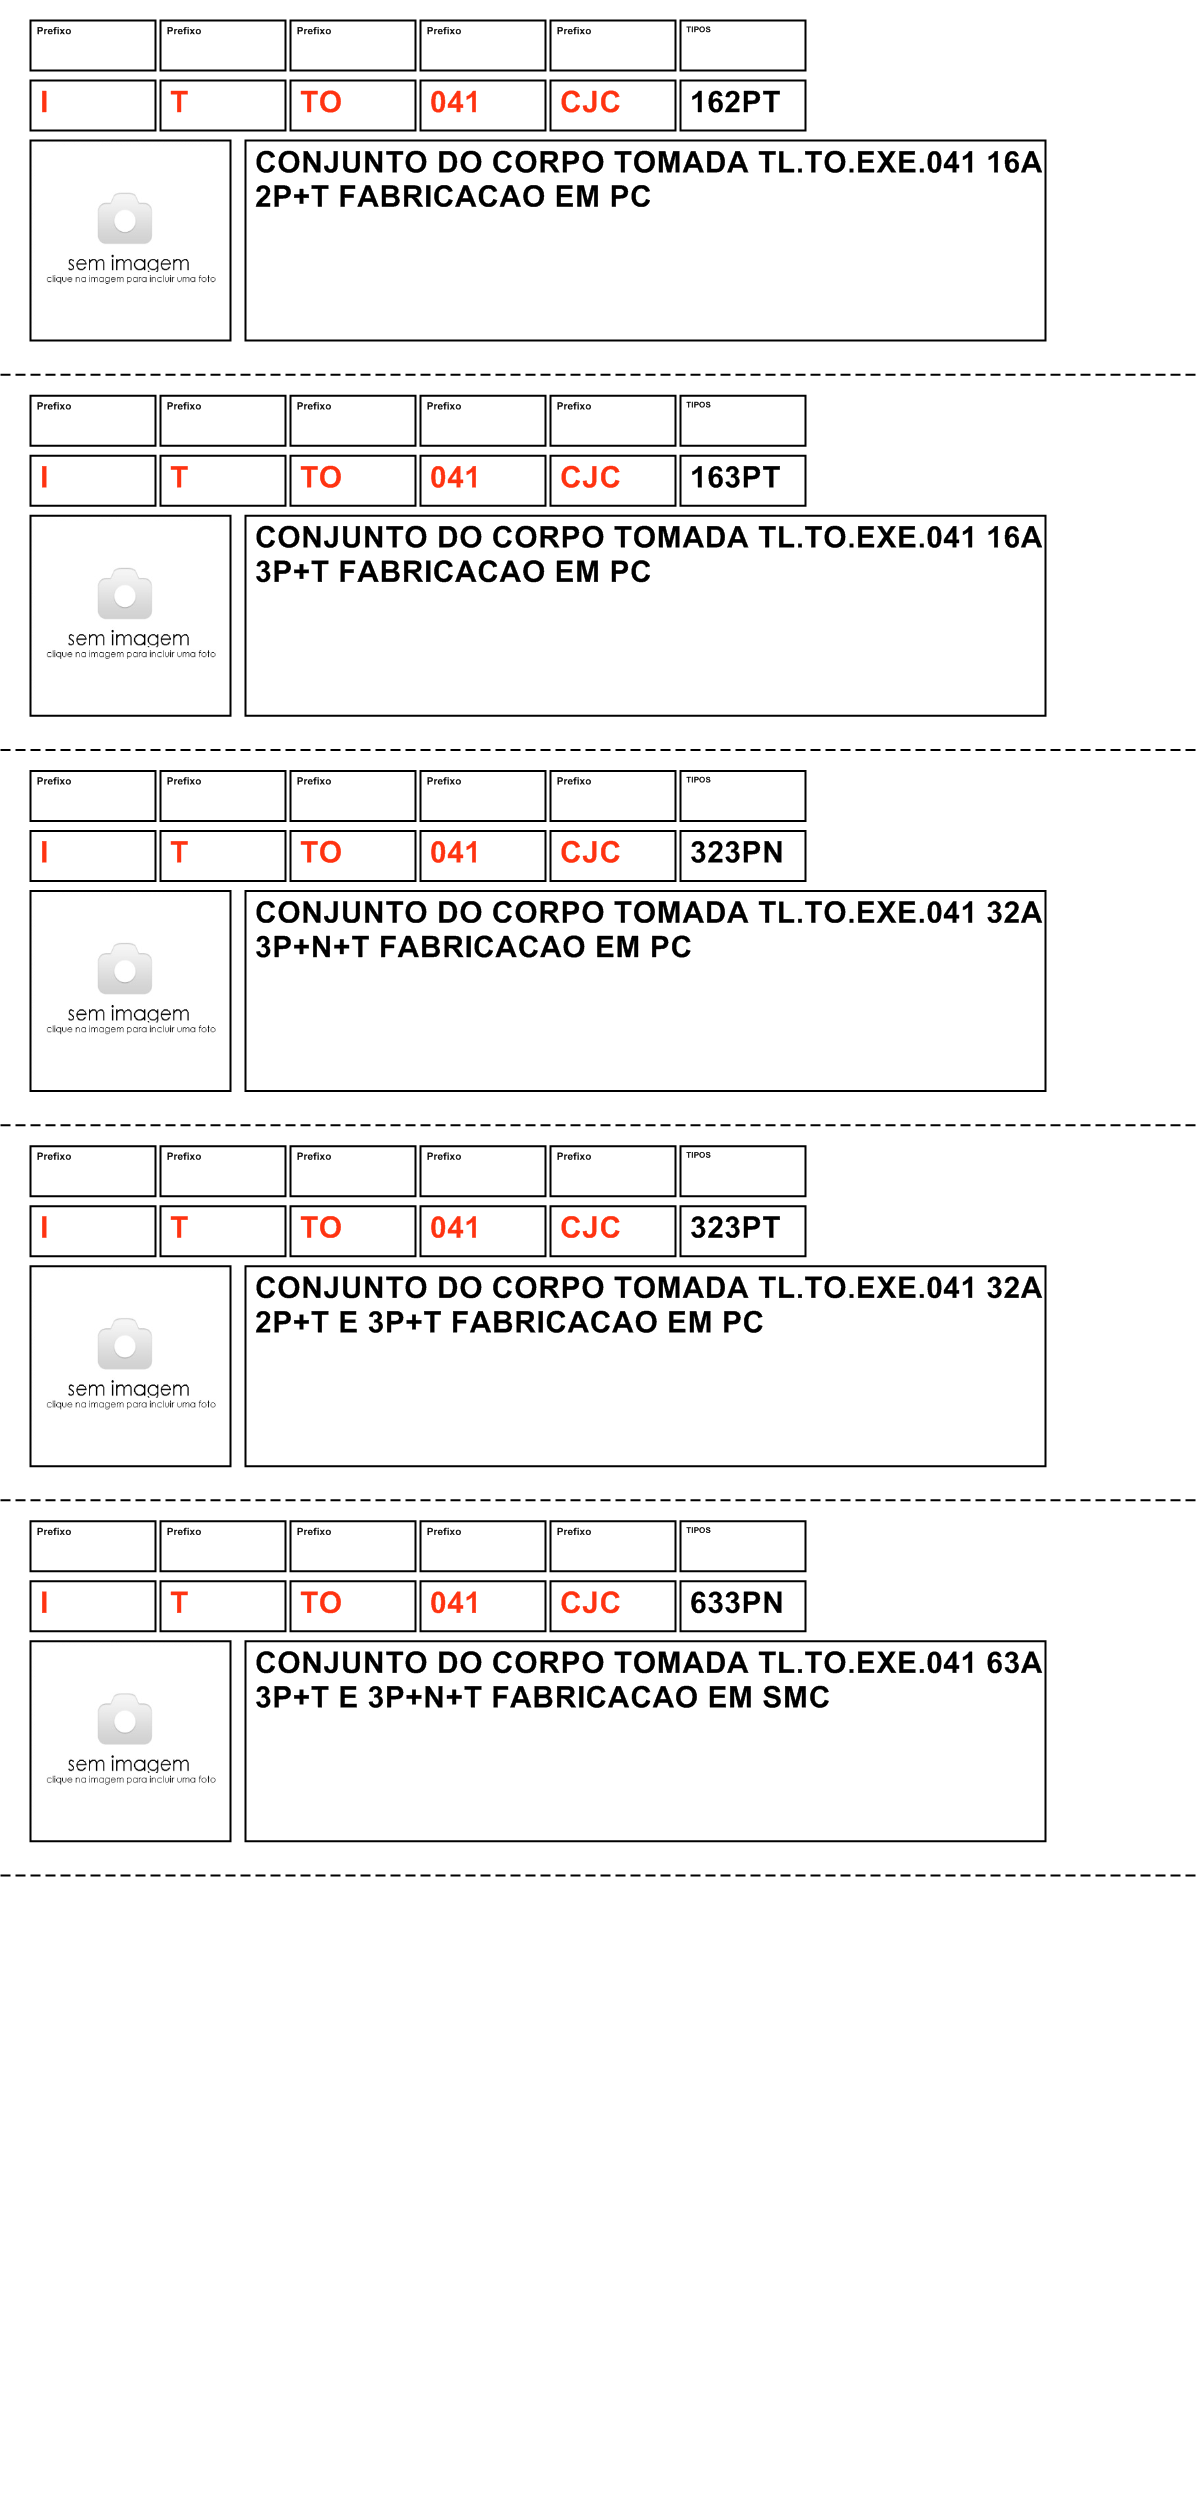 Prefixo Prefixo Prefixo Prefixo Prefixo TIPOS
I T TO 041 CJC 162PT
CONJUNTO DO CORPO TOMADA TL.TO.EXE.041 16A
2P+T FABRICACAO EM PC
sem imagem
clique na imagem para incluir uma foto
Prefixo Prefixo Prefixo Prefixo Prefixo TIPOS
I T TO 041 CJC 163PT
CONJUNTO DO CORPO TOMADA TL.TO.EXE.041 16A
3P+T FABRICACAO EM PC
sem imagem
clique na imagem para incluir uma foto
Prefixo Prefixo Prefixo Prefixo Prefixo TIPOS
I T TO 041 CJC 323PN
CONJUNTO DO CORPO TOMADA TL.TO.EXE.041 32A
3P+N+T FABRICACAO EM PC
sem imagem
clique na imagem para incluir uma foto
Prefixo Prefixo Prefixo Prefixo Prefixo TIPOS
I T TO 041 CJC 323PT
CONJUNTO DO CORPO TOMADA TL.TO.EXE.041 32A
2P+T E 3P+T FABRICACAO EM PC
sem imagem
clique na imagem para incluir uma foto
Prefixo Prefixo Prefixo Prefixo Prefixo TIPOS
I T TO 041 CJC 633PN
CONJUNTO DO CORPO TOMADA TL.TO.EXE.041 63A
3P+T E 3P+N+T FABRICACAO EM SMC
sem imagem
clique na imagem para incluir uma foto